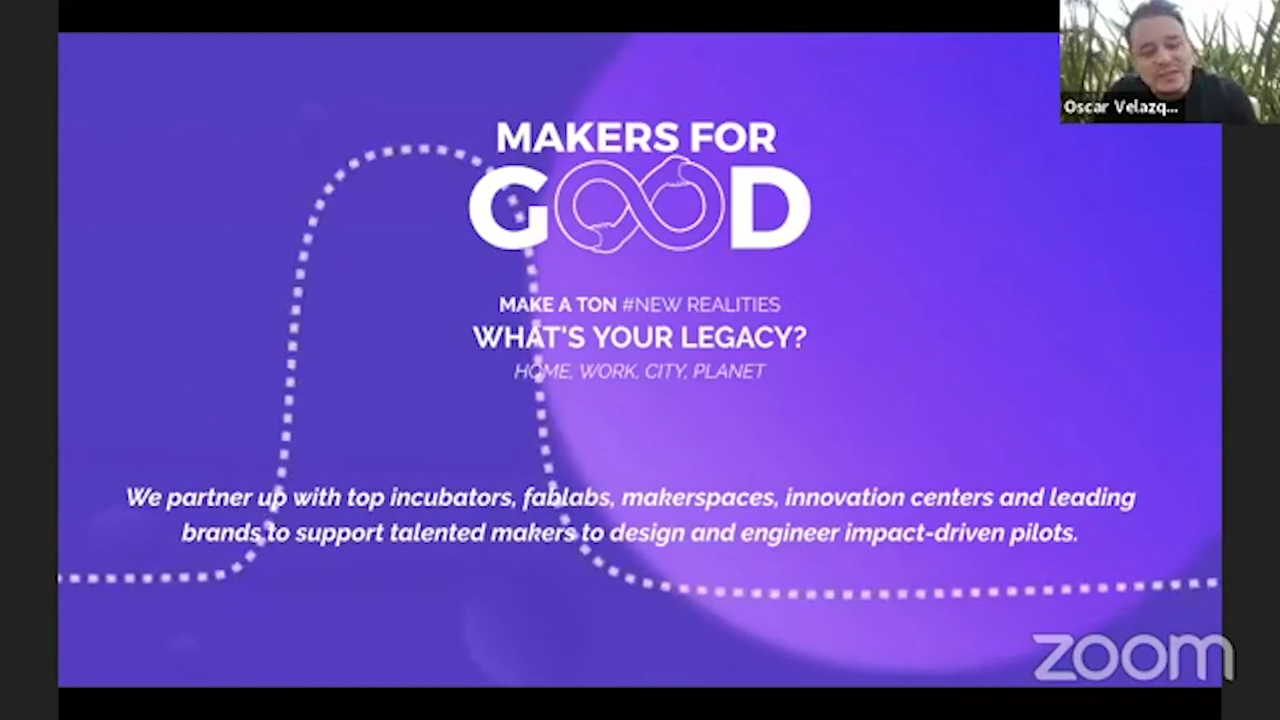 MAKERS FOR
GOOD
MAKE A TON #NEW REALITIES
WHAT'S YOUR LEGACY?
HOME, WORK, CITY, PLANET
We partner up with top incubators, fablabs, makerspaces, innovation centers and leading
brands to support talented makers to design and engineer impact-driven pilots.
Oscar Velazq...
zoom